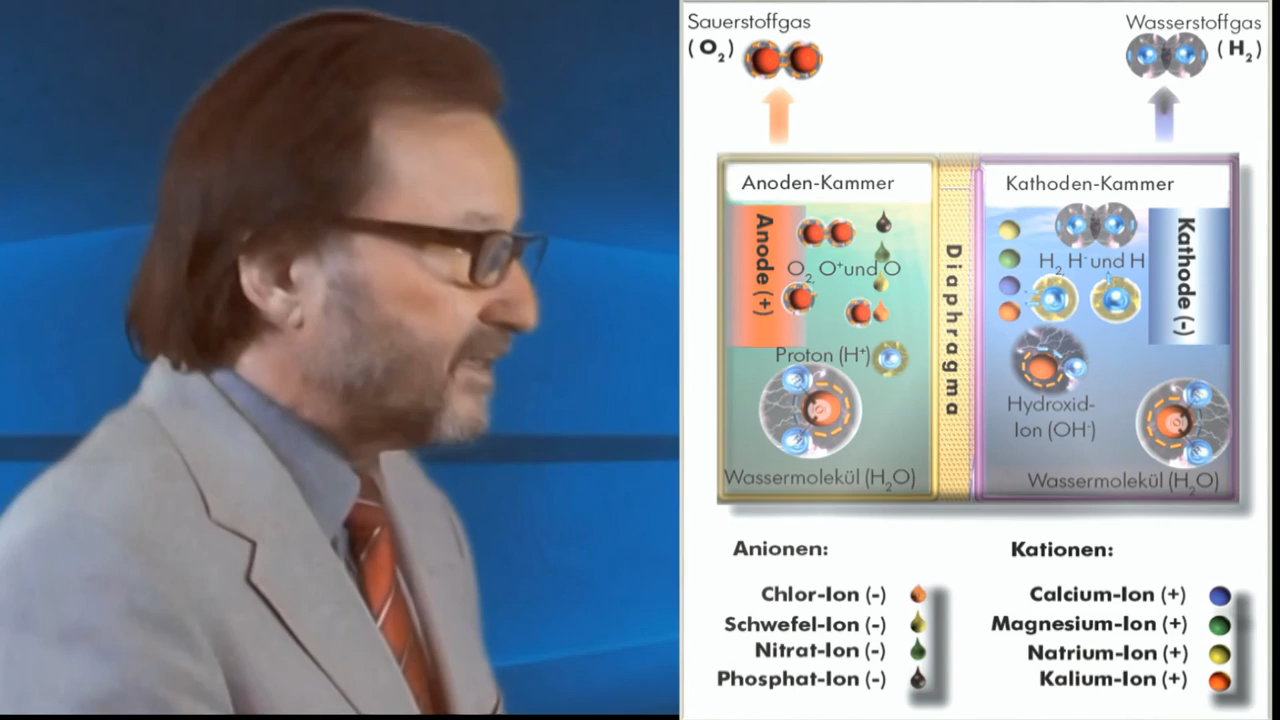 Sauerstoffgas
(O₂)
Wasserstoffgas
(H₂)
Anoden-Kammer
Anode (+)
O₂, O⁺und O
Proton (H⁺)
Wassermolekül (H₂O)
Diaphragma
Kathoden-Kammer
Kathode (-)
H₂, H⁻und H
Hydroxid-
Ion (OH⁻)
Wassermolekül (H₂O)
Anionen:
Chlor-Ion (-)
Schwefel-Ion (-)
Nitrat-Ion (-)
Phosphat-Ion (-)
Kationen:
Calcium-Ion (+)
Magnesium-Ion (+)
Natrium-Ion (+)
Kalium-Ion (+)